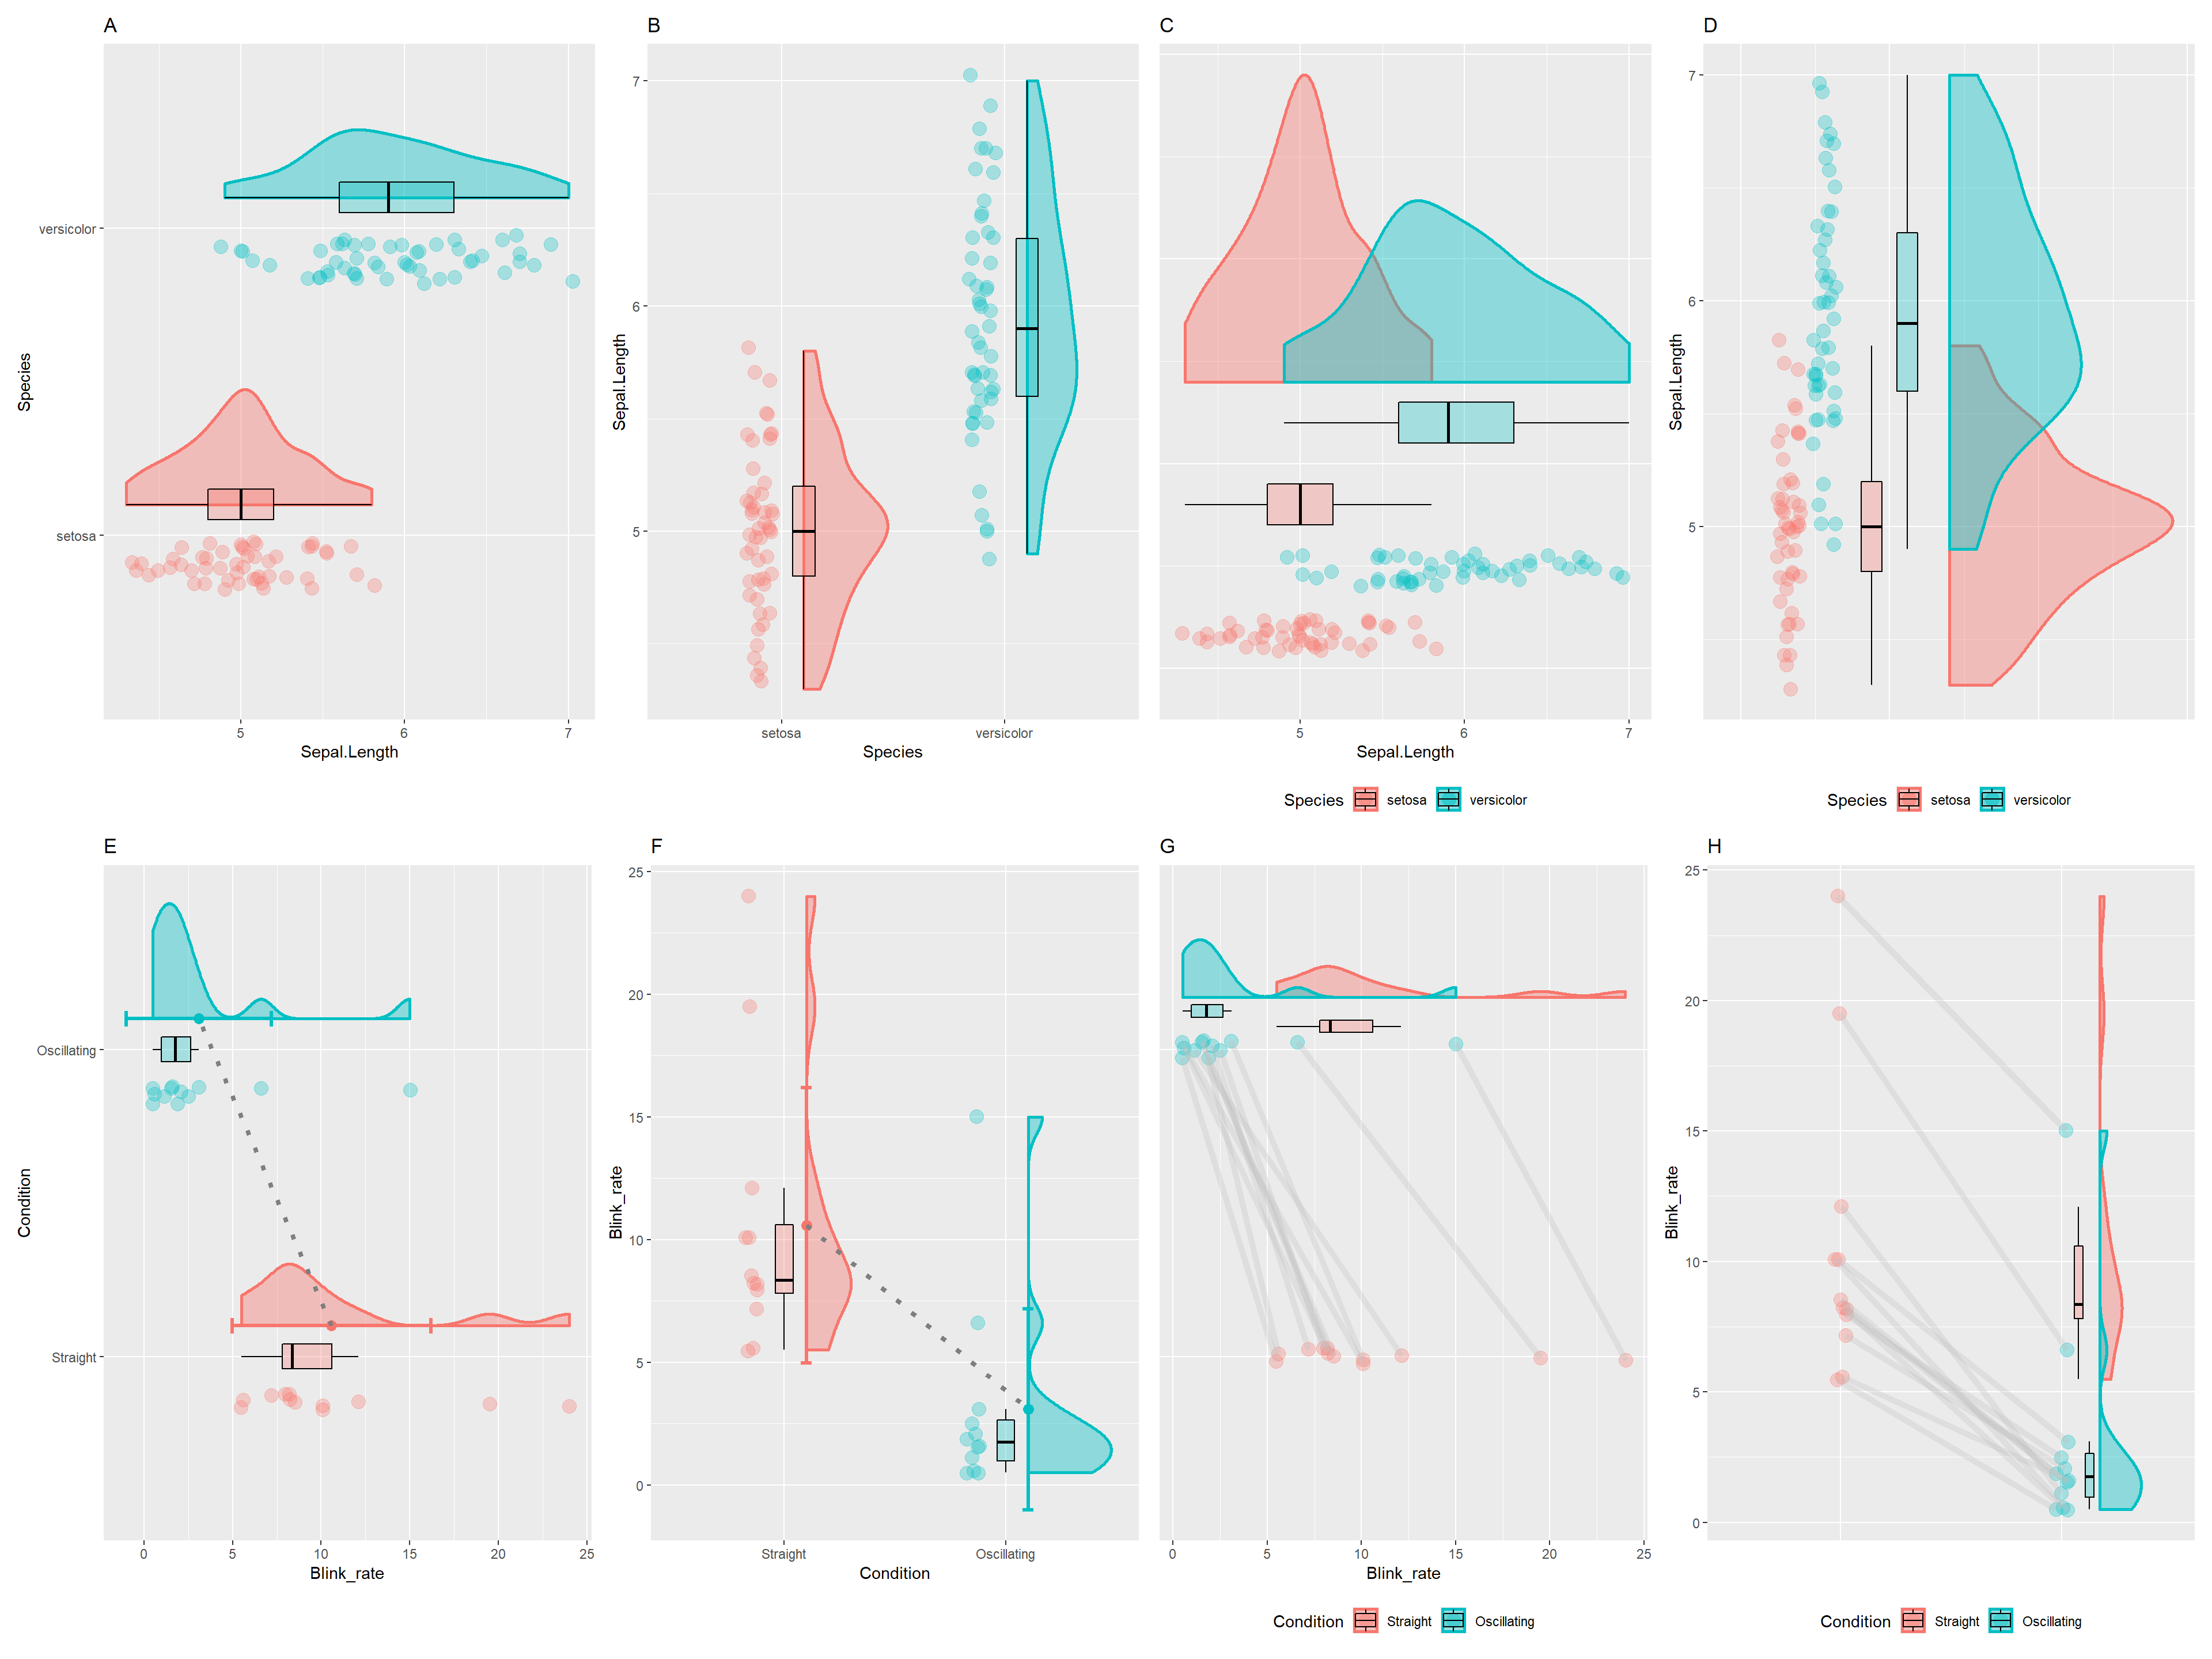 A
versicolor
setosa
Species
5 6 7
Sepal.Length
B
7
6
5
Sepal.Length
setosa versicolor
Species
C
5 6 7
Sepal.Length
Species setosa versicolor
D
7
6
5
Sepal.Length
Species setosa versicolor
E
Oscillating
Straight
Condition
0 5 10 15 20 25
Blink_rate
F
25
20
15
10
5
0
Blink_rate
Straight Oscillating
Condition
G
0 5 10 15 20 25
Blink_rate
Condition Straight Oscillating
H
25
20
15
10
5
0
Blink_rate
Condition Straight Oscillating